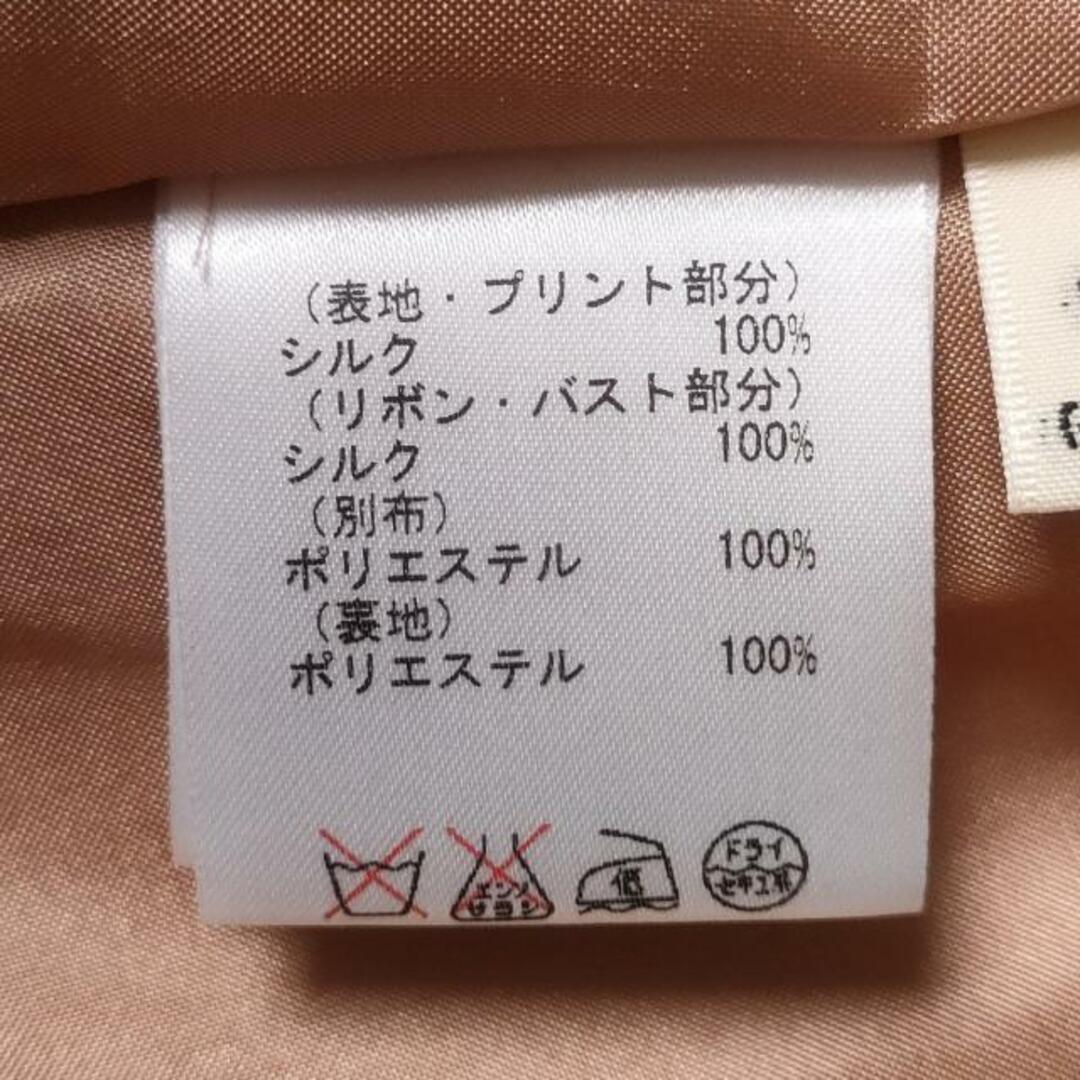 (表地・プリント部分)
シルク 100%
(リボン・バスト部分)
シルク 100%
(別布)
ポリエステル 100%
(裏地)
ポリエステル 100%
エンソ
サラシ
低
ドライ
セキユ系